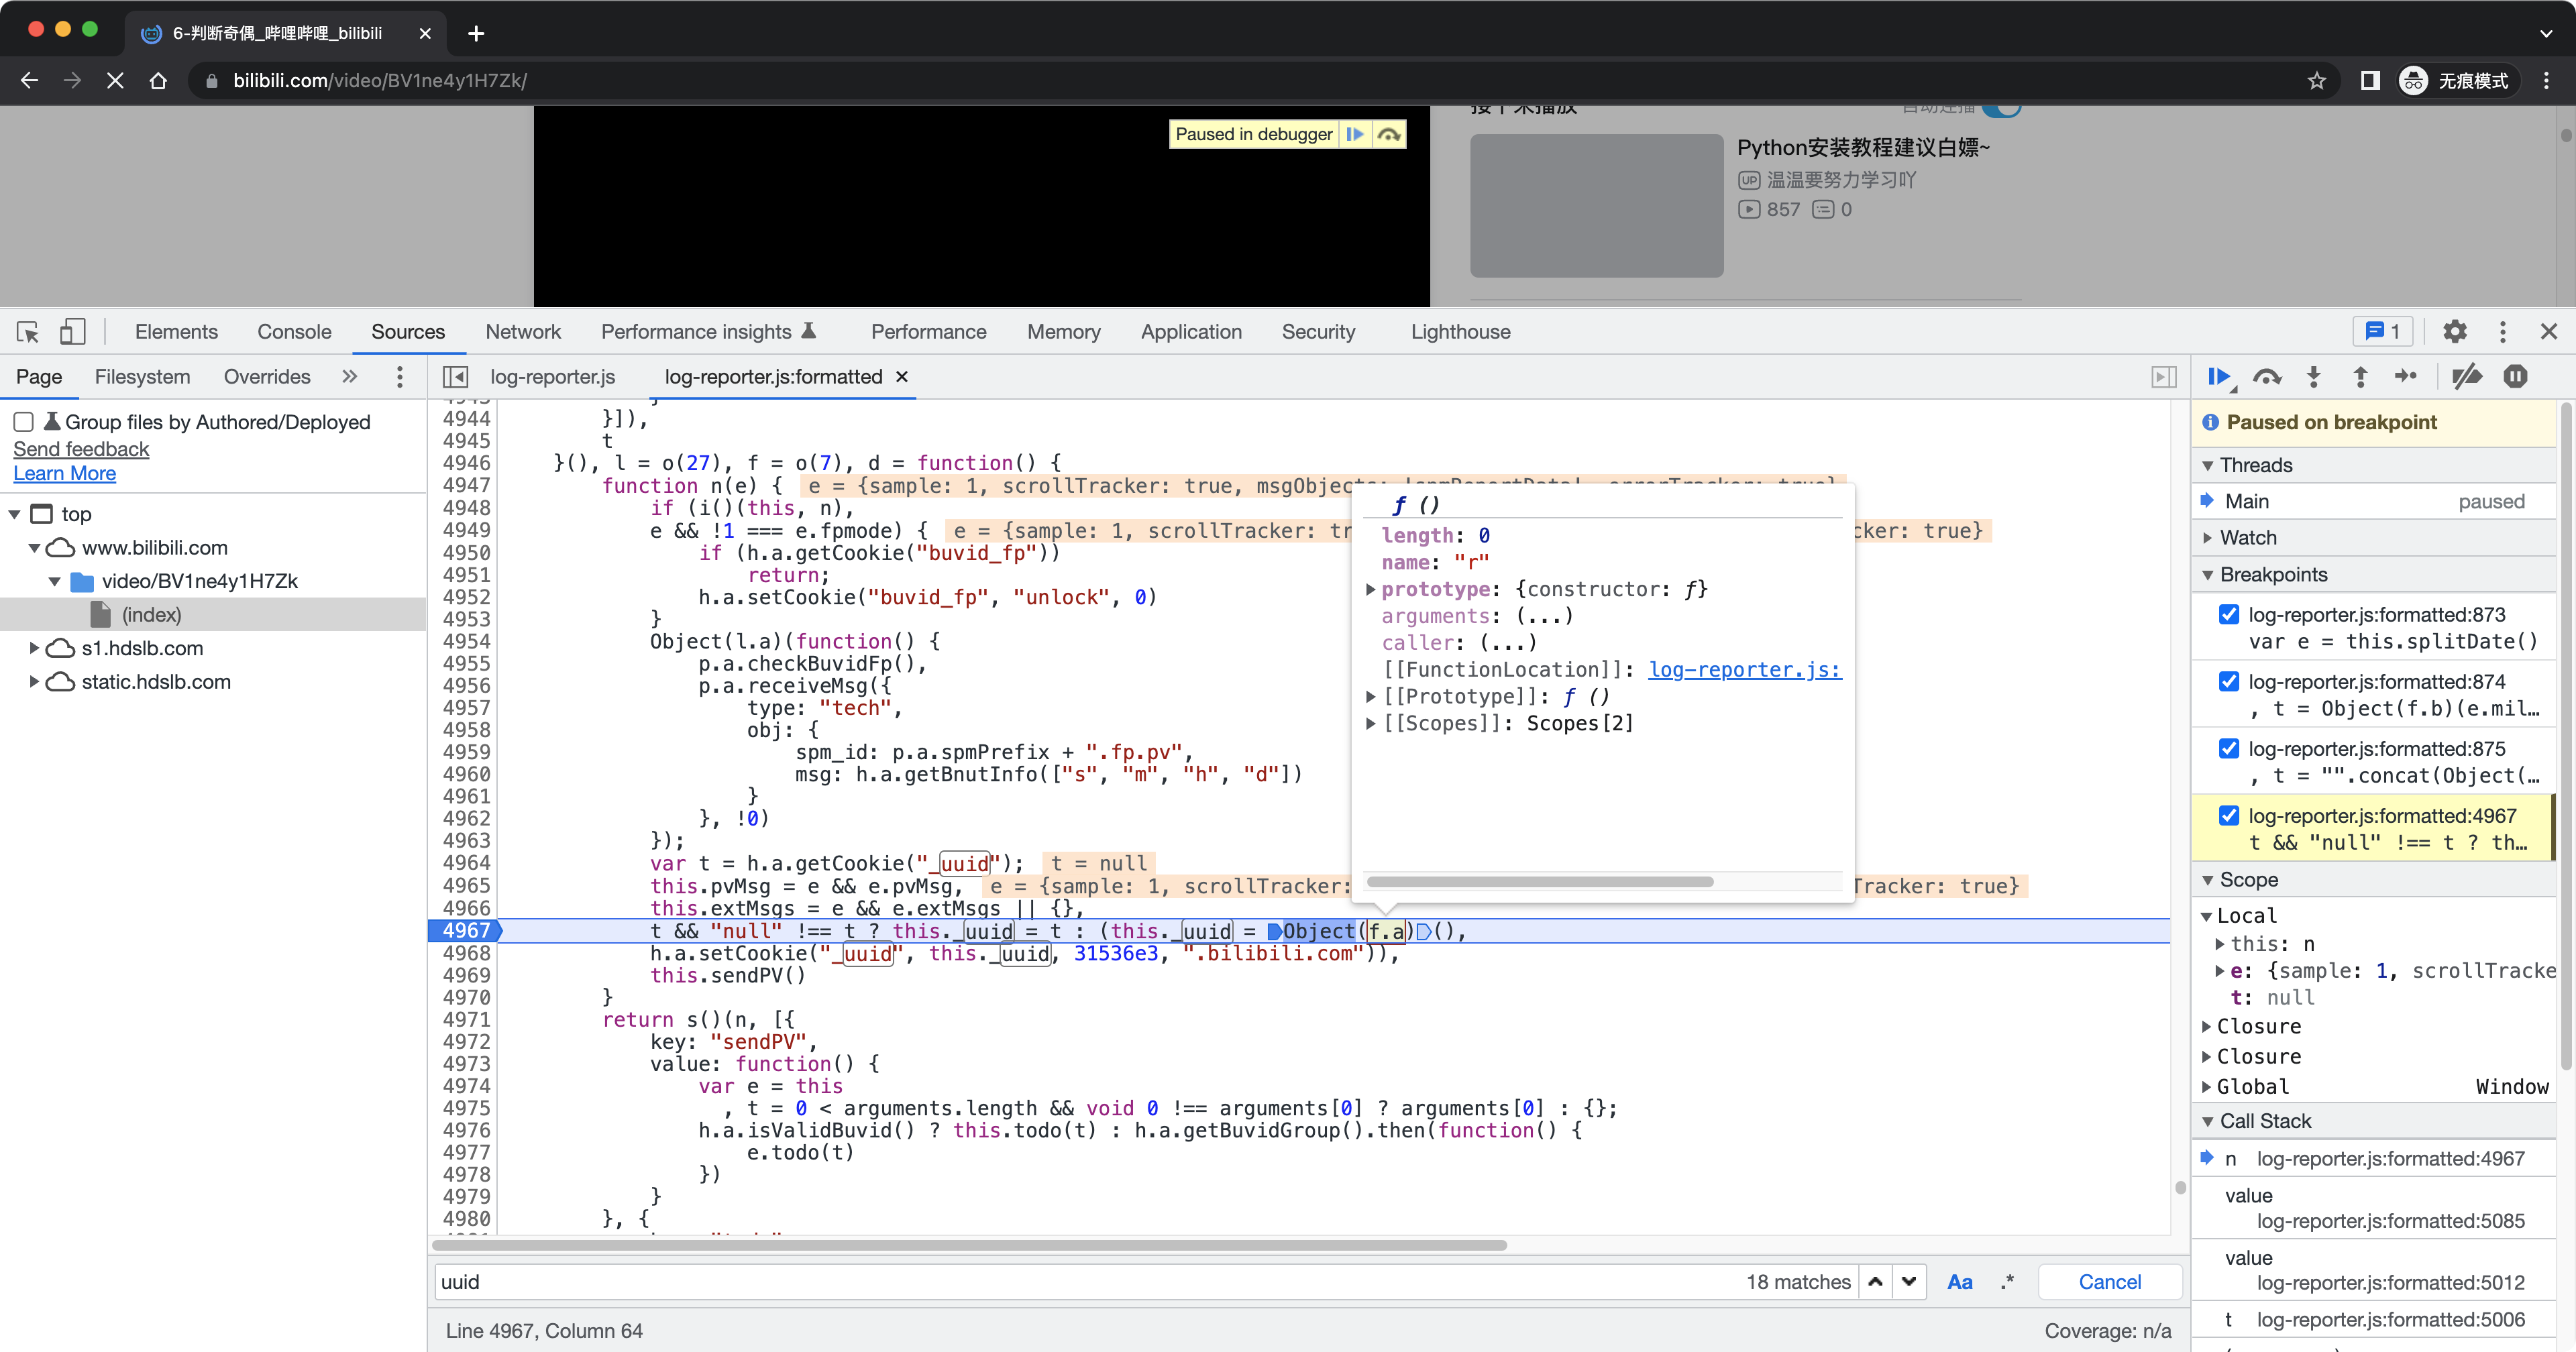 6-判断奇偶_哔哩哔哩_bilibili
bilibili.com/video/BV1ne4y1H7Zk/
无痕模式
Paused in debugger
接下来播放
自动连播
Python安装教程建议白嫖~
UP 温温要努力学习吖
857 0
Elements Console Sources Network Performance insights Performance Memory Application Security Lighthouse 1
Page Filesystem Overrides
log-reporter.js log-reporter.js:formatted
Group files by Authored/Deployed
Send feedback
Learn More
top
www.bilibili.com
video/BV1ne4y1H7Zk
(index)
s1.hdslb.com
static.hdslb.com
4944 }]),
4945 t
4946 }(), l = o(27), f = o(7), d = function() {
4947 function n(e) { e = {sample: 1, scrollTracker: true, msgObjects: 'spmReportData', errorTracker: true}
4948 if (i()(this, n),
4949 e && !1 === e.fpmode) { e = {sample: 1, scrollTracker: tr cker: true}
4950 if (h.a.getCookie("buvid_fp"))
4951 return;
4952 h.a.setCookie("buvid_fp", "unlock", 0)
4953 }
4954 Object(l.a)(function() {
4955 p.a.checkBuvidFp(),
4956 p.a.receiveMsg({
4957 type: "tech",
4958 obj: {
4959 spm_id: p.a.spmPrefix + ".fp.pv",
4960 msg: h.a.getBnutInfo(["s", "m", "h", "d"])
4961 }
4962 }, !0)
4963 });
4964 var t = h.a.getCookie("_uuid"); t = null
4965 this.pvMsg = e && e.pvMsg, e = {sample: 1, scrollTracker: Tracker: true}
4966 this.extMsgs = e && e.extMsgs || {},
4967 t && "null" !== t ? this._uuid = t : (this._uuid = Object(f.a)(),
4968 h.a.setCookie("_uuid", this._uuid, 31536e3, ".bilibili.com")),
4969 this.sendPV()
4970 }
4971 return s()(n, [{
4972 key: "sendPV",
4973 value: function() {
4974 var e = this
4975 , t = 0 < arguments.length && void 0 !== arguments[0] ? arguments[0] : {};
4976 h.a.isValidBuvid() ? this.todo(t) : h.a.getBuvidGroup().then(function() {
4977 e.todo(t)
4978 })
4979 }
4980 }, {
ƒ ()
length: 0
name: "r"
prototype: {constructor: ƒ}
arguments: (...)
caller: (...)
[[FunctionLocation]]: log-reporter.js:
[[Prototype]]: ƒ ()
[[Scopes]]: Scopes[2]
uuid
18 matches Aa .* Cancel
Line 4967, Column 64
Coverage: n/a
Paused on breakpoint
Threads
Main paused
Watch
Breakpoints
log-reporter.js:formatted:873
var e = this.splitDate()
log-reporter.js:formatted:874
, t = Object(f.b)(e.mil…
log-reporter.js:formatted:875
, t = "".concat(Object(…
log-reporter.js:formatted:4967
t && "null" !== t ? th…
Scope
Local
this: n
e: {sample: 1, scrollTracke
t: null
Closure
Closure
Global Window
Call Stack
n log-reporter.js:formatted:4967
value
log-reporter.js:formatted:5085
value
log-reporter.js:formatted:5012
t log-reporter.js:formatted:5006